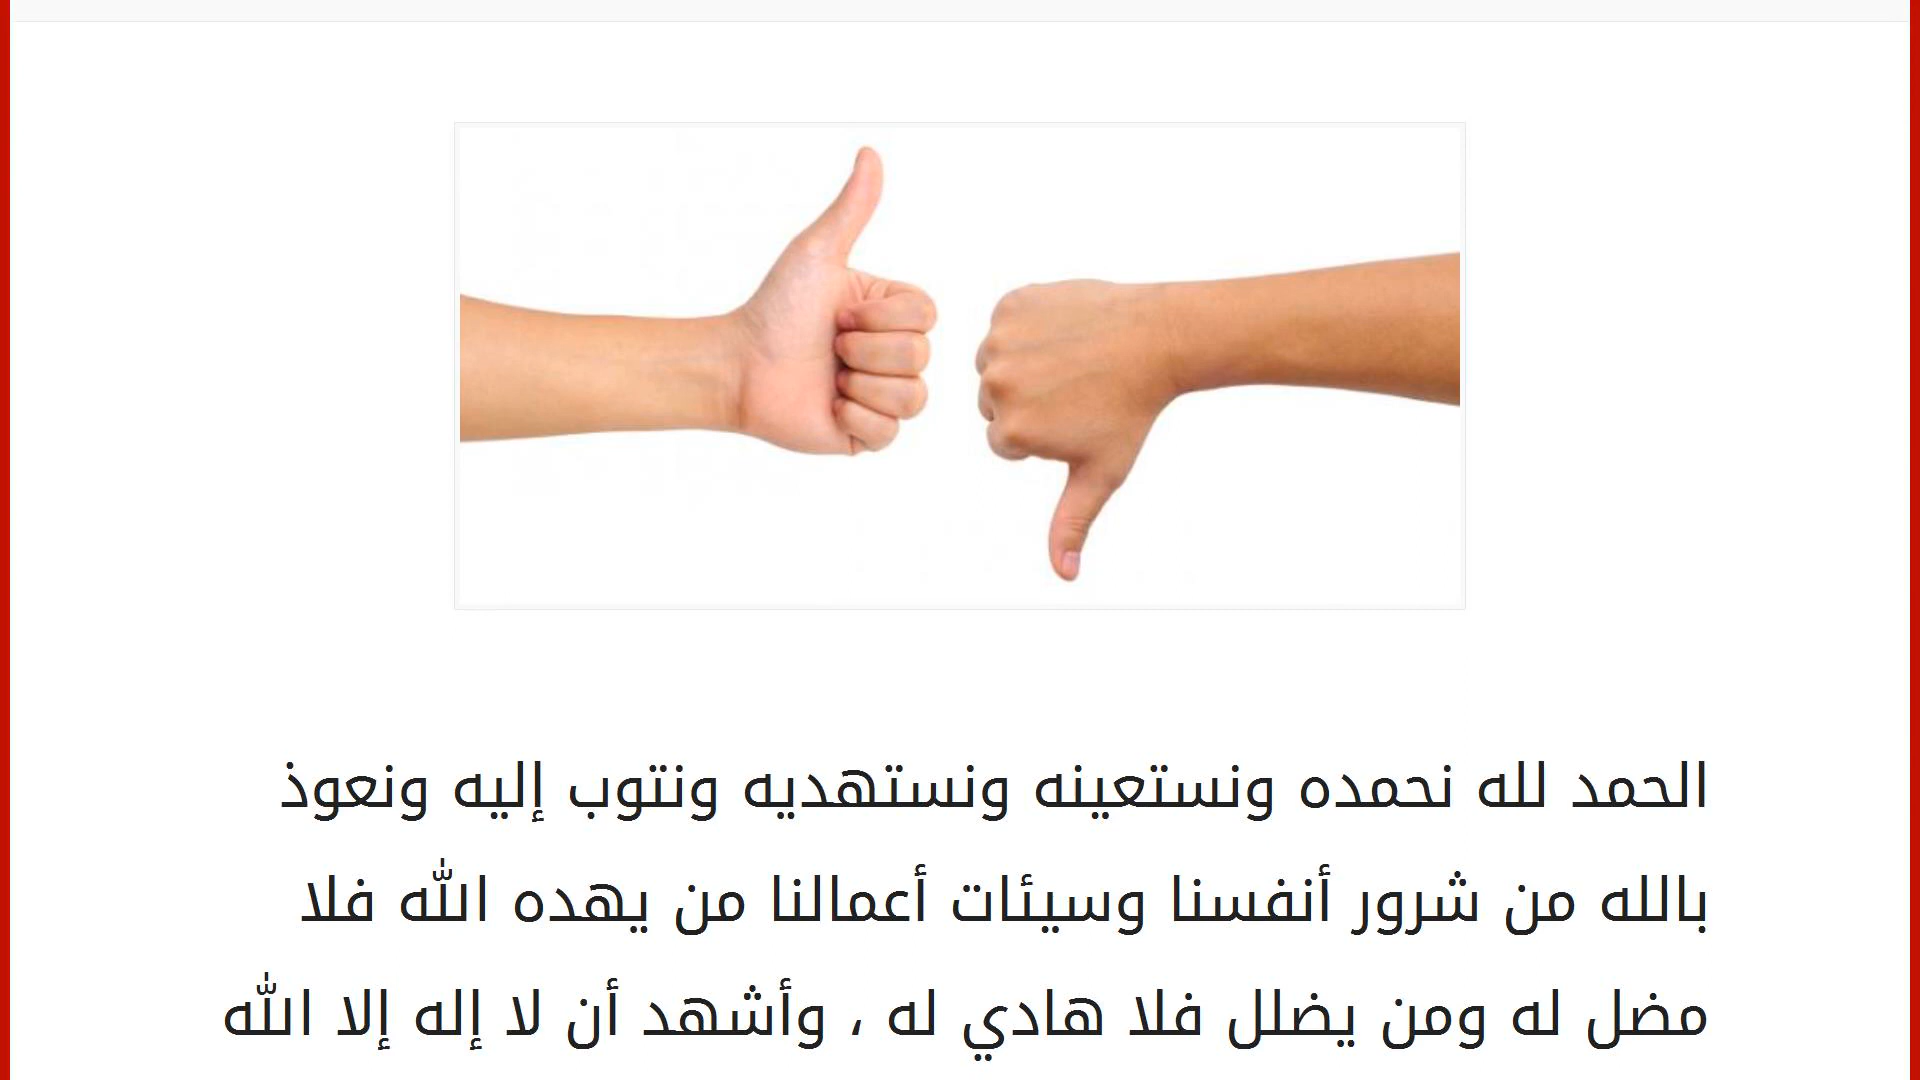 الحمد لله نحمده ونستعينه ونستهديه ونتوب إليه ونعوذ
بالله من شرور أنفسنا وسيئات أعمالنا من يهده الله فلا
مضل له ومن يضلل فلا هادي له ، وأشهد أن لا إله إلا الله